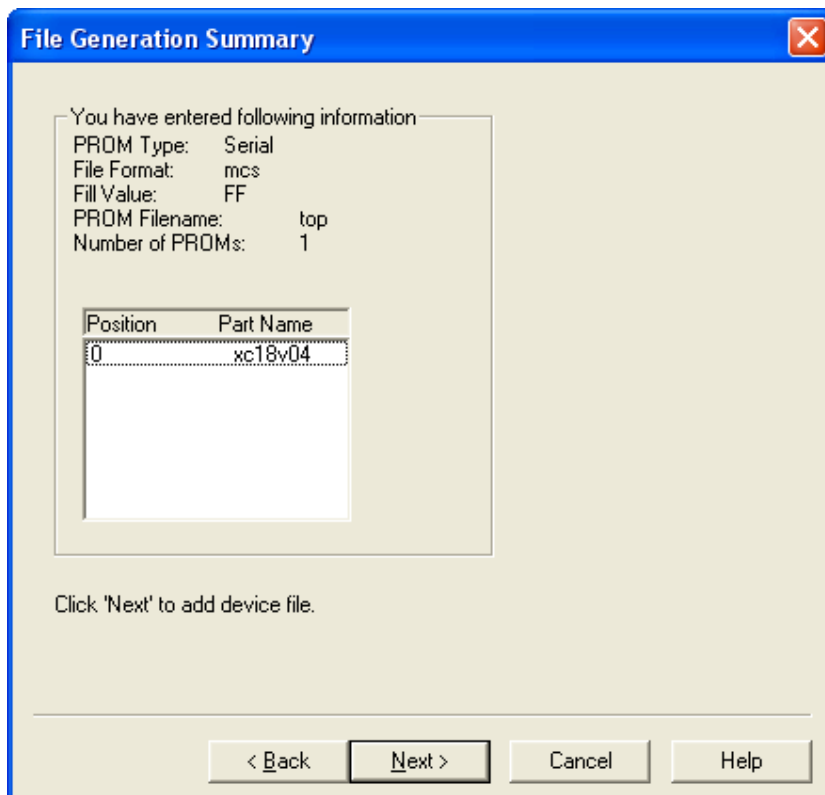 File Generation Summary
You have entered following information
PROM Type: Serial
File Format: mcs
Fill Value: FF
PROM Filename: top
Number of PROMs: 1
Position Part Name
0 xc18v04
Click 'Next' to add device file.
< Back Next > Cancel Help